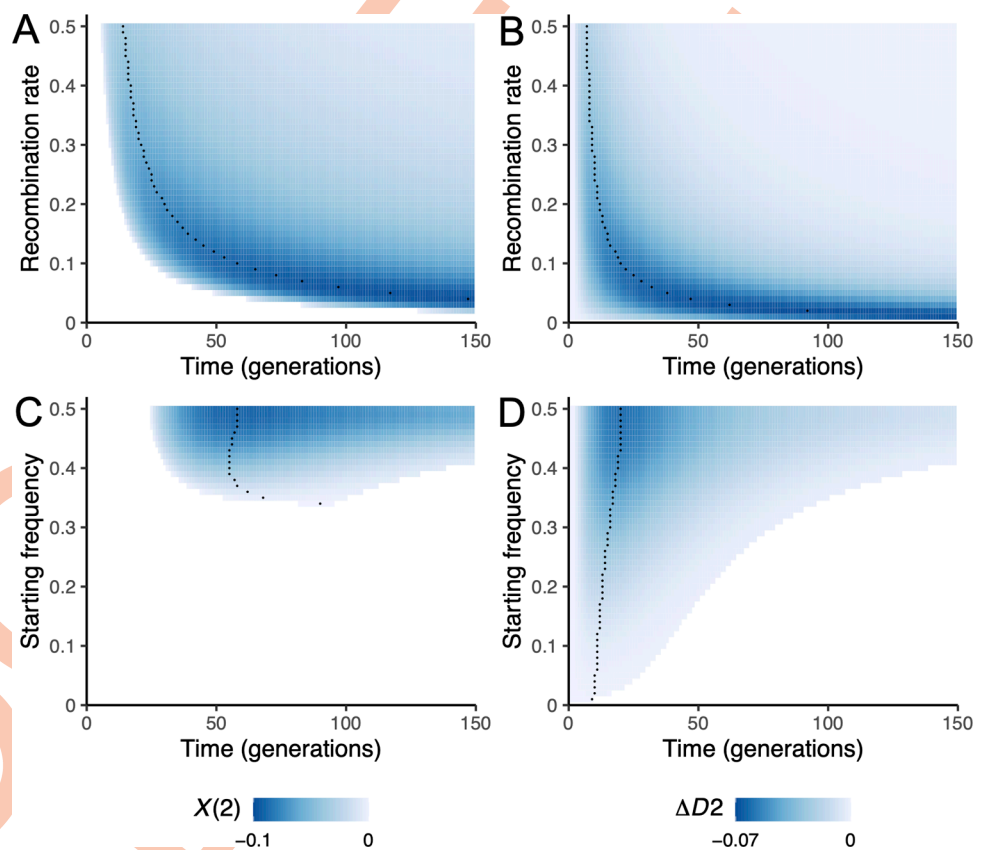 A
B
Recombination rate
0.5
0.4
0.3
0.2
0.1
0
0 50 100 150
Time (generations)
Recombination rate
0.5
0.4
0.3
0.2
0.1
0
0 50 100 150
Time (generations)
C
D
Starting frequency
0.5
0.4
0.3
0.2
0.1
0
0 50 100 150
Time (generations)
Starting frequency
0.5
0.4
0.3
0.2
0.1
0
0 50 100 150
Time (generations)
X(2)
−0.1 0
ΔD2
−0.07 0